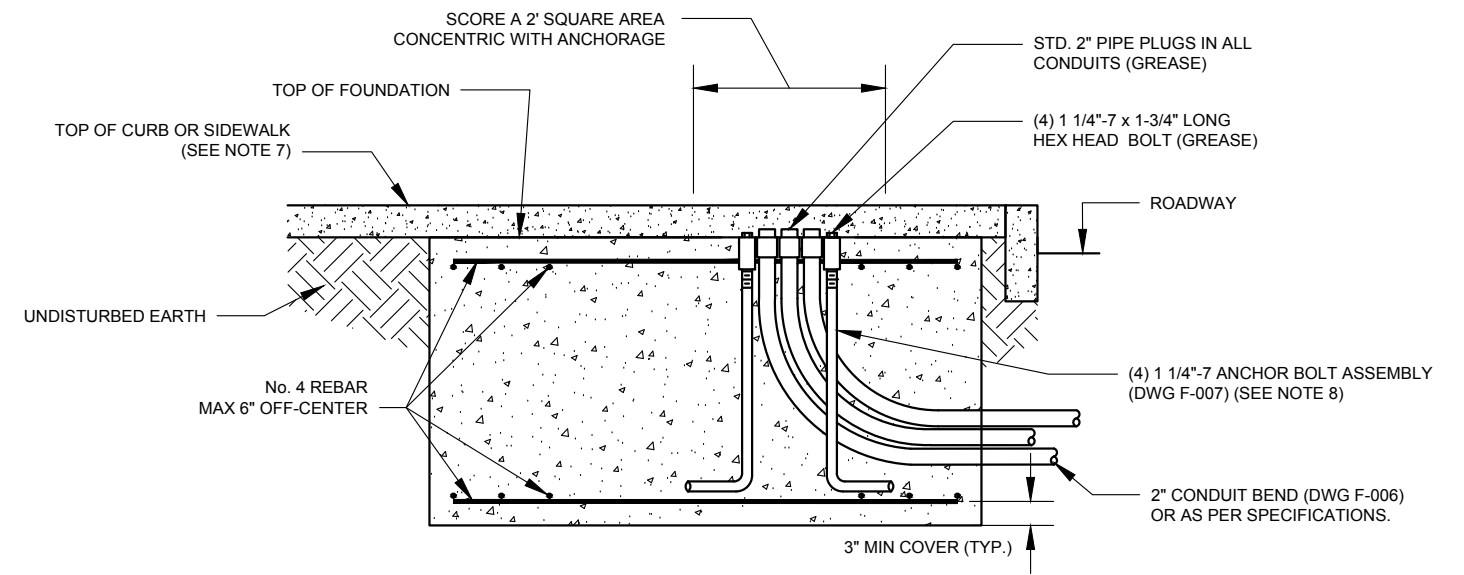 SCORE A 2' SQUARE AREA
CONCENTRIC WITH ANCHORAGE
STD. 2" PIPE PLUGS IN ALL
CONDUITS (GREASE)
TOP OF FOUNDATION
(4) 1 1/4"-7 x 1-3/4" LONG
HEX HEAD BOLT (GREASE)
TOP OF CURB OR SIDEWALK
(SEE NOTE 7)
ROADWAY
UNDISTURBED EARTH
No. 4 REBAR
MAX 6" OFF-CENTER
(4) 1 1/4"-7 ANCHOR BOLT ASSEMBLY
(DWG F-007) (SEE NOTE 8)
2" CONDUIT BEND (DWG F-006)
OR AS PER SPECIFICATIONS.
3" MIN COVER (TYP.)